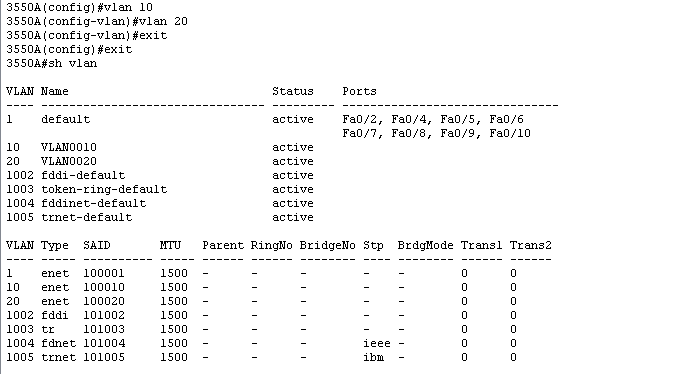 3550A(config)#vlan 10
3550A(config-vlan)#vlan 20
3550A(config-vlan)#exit
3550A(config)#exit
3550A#sh vlan
VLAN Name                             Status    Ports
---- -------------------------------- --------- -------------------------------
1    default                          active    Fa0/2, Fa0/4, Fa0/5, Fa0/6
                                                Fa0/7, Fa0/8, Fa0/9, Fa0/10
10   VLAN0010                         active
20   VLAN0020                         active
1002 fddi-default                     active
1003 token-ring-default               active
1004 fddinet-default                  active
1005 trnet-default                    active
VLAN Type  SAID       MTU   Parent RingNo BridgeNo Stp  BrdgMode Trans1 Trans2
---- ----- ---------- ----- ------ ------ -------- ---- -------- ------ ------
1    enet  100001     1500  -      -      -        -    -        0      0
10   enet  100010     1500  -      -      -        -    -        0      0
20   enet  100020     1500  -      -      -        -    -        0      0
1002 fddi  101002     1500  -      -      -        -    -        0      0
1003 tr    101003     1500  -      -      -        -    -        0      0
1004 fdnet 101004     1500  -      -      -        ieee -        0      0
1005 trnet 101005     1500  -      -      -        ibm  -        0      0